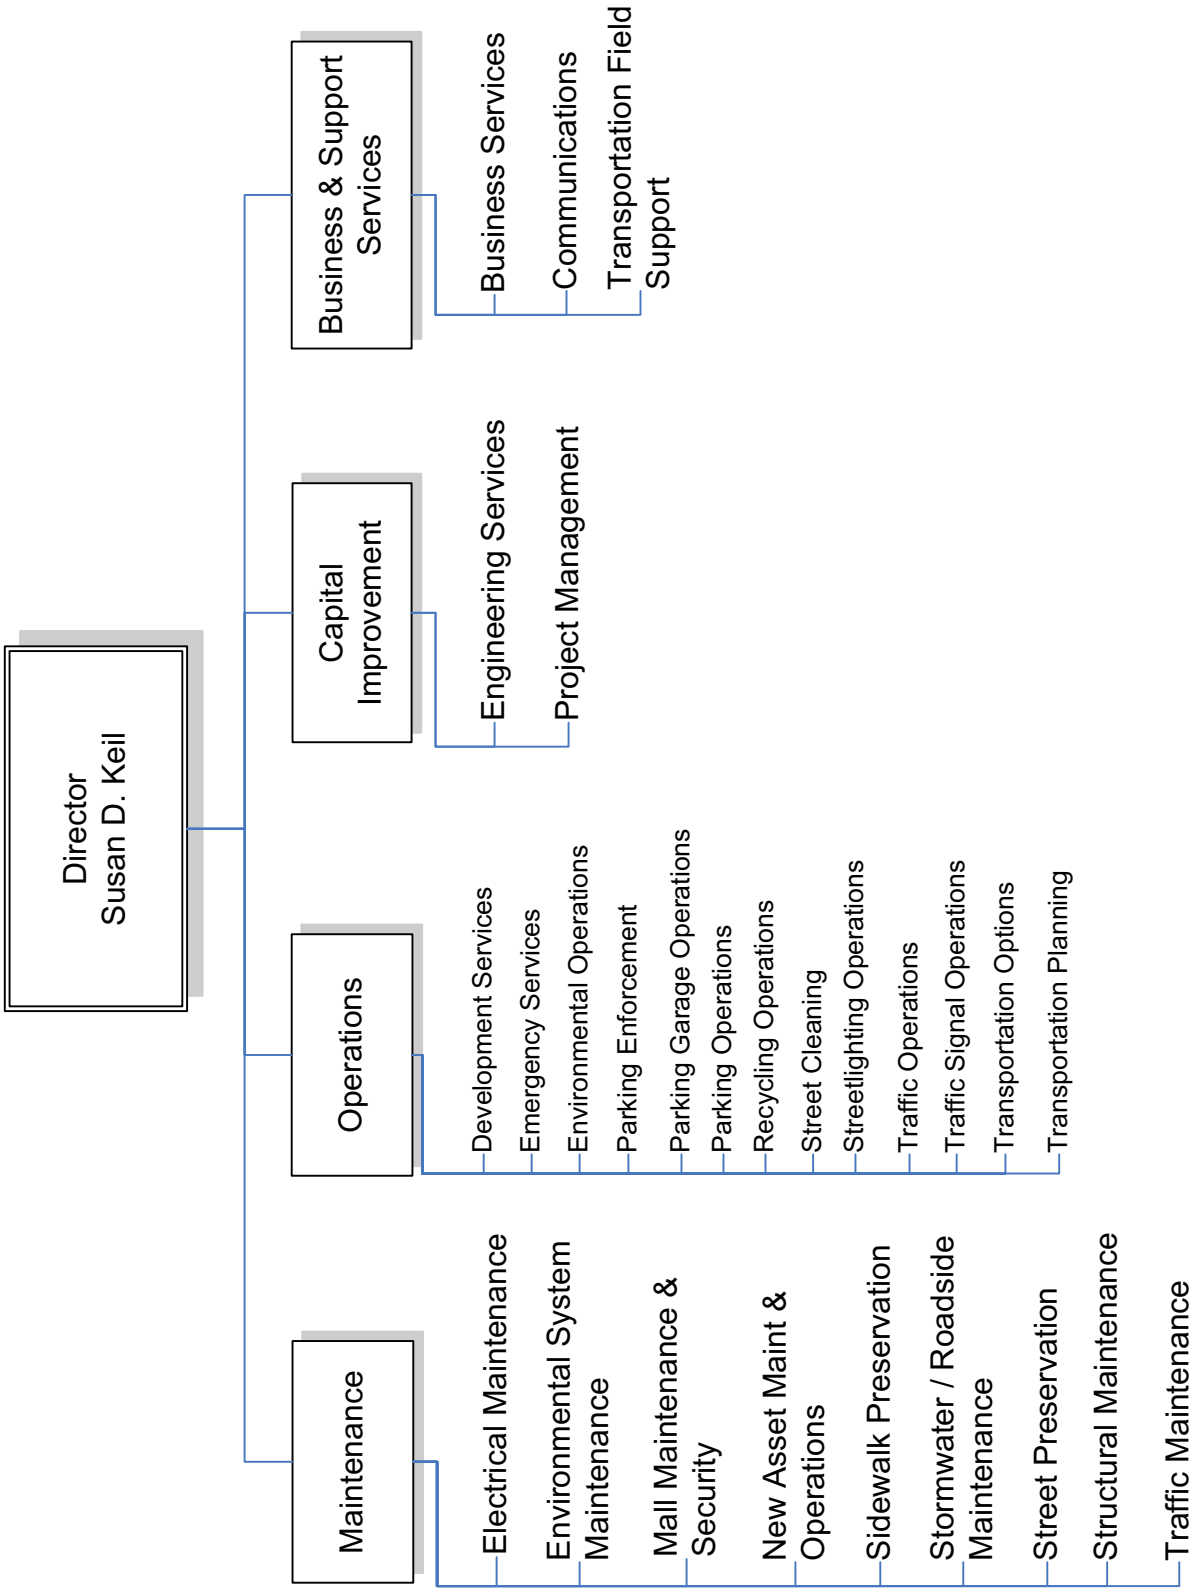 Director
Susan D. Keil
Maintenance
Electrical Maintenance
Environmental System
Maintenance
Mall Maintenance &
Security
New Asset Maint &
Operations
Sidewalk Preservation
Stormwater / Roadside
Maintenance
Street Preservation
Structural Maintenance
Traffic Maintenance
Operations
Development Services
Emergency Services
Environmental Operations
Parking Enforcement
Parking Garage Operations
Parking Operations
Recycling Operations
Street Cleaning
Streetlighting Operations
Traffic Operations
Traffic Signal Operations
Transportation Options
Transportation Planning
Capital
Improvement
Engineering Services
Project Management
Business & Support
Services
Business Services
Communications
Transportation Field
Support